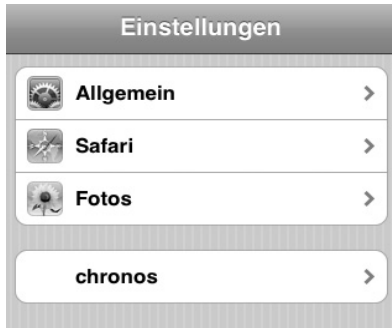 Einstellungen
Allgemein
Safari
Fotos
chronos